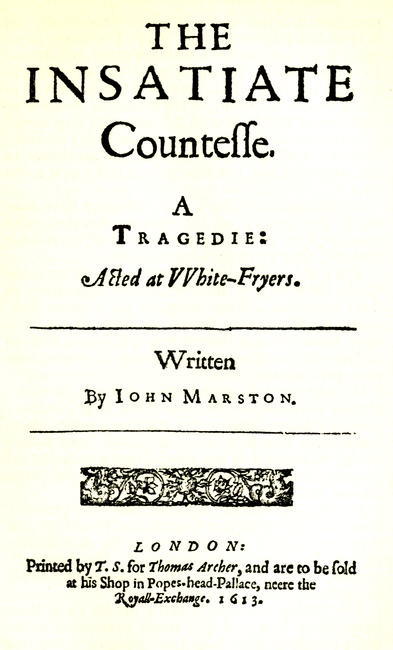 THE
INSATIATE
Counteſſe.
A
TRAGEDIE:
Acted at VVhite-Fryers.
Written
By IOHN MARSTON.
LONDON:
Printed by T. S. for Thomas Archer, and are to be ſold
at his Shop in Popes-head-Pallace, neere the
Royall-Exchange. 1613.